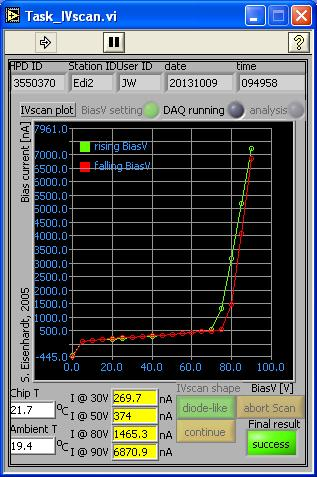 Task_IVscan.vi
?
HPD ID Station ID User ID date time
3550370 Edi2 JW 20131009 094958
IVscan plot BiasV setting DAQ running analysis
Bias current [nA]
S. Eisenhardt, 2005
rising BiasV
falling BiasV
7961.0
7000.0
6500.0
6000.0
5500.0
5000.0
4500.0
4000.0
3500.0
3000.0
2500.0
2000.0
1500.0
1000.0
500.0
-445.0
0.0 20.0 40.0 60.0 80.0 100.0
BiasV [V]
Chip T
21.7 °C
Ambient T
19.4 °C
I @ 30V 269.7 nA
I @ 50V 374 nA
I @ 80V 1465.3 nA
I @ 90V 6870.9 nA
IVscan shape
diode-like abort Scan
continue
Final result
success